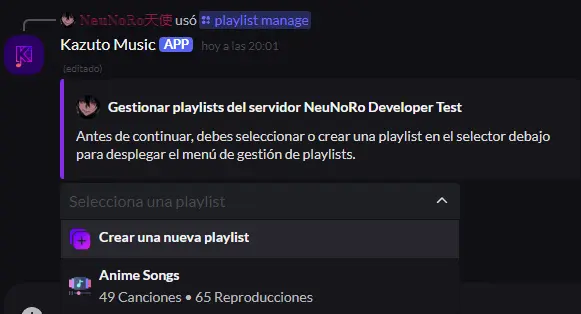 NeuNoRo天使 usó playlist manage
Kazuto Music APP hoy a las 20:01
(editado)
Gestionar playlists del servidor NeuNoRo Developer Test
Antes de continuar, debes seleccionar o crear una playlist en el selector debajo
para desplegar el menú de gestión de playlists.
Selecciona una playlist
Crear una nueva playlist
Anime Songs
49 Canciones • 65 Reproducciones